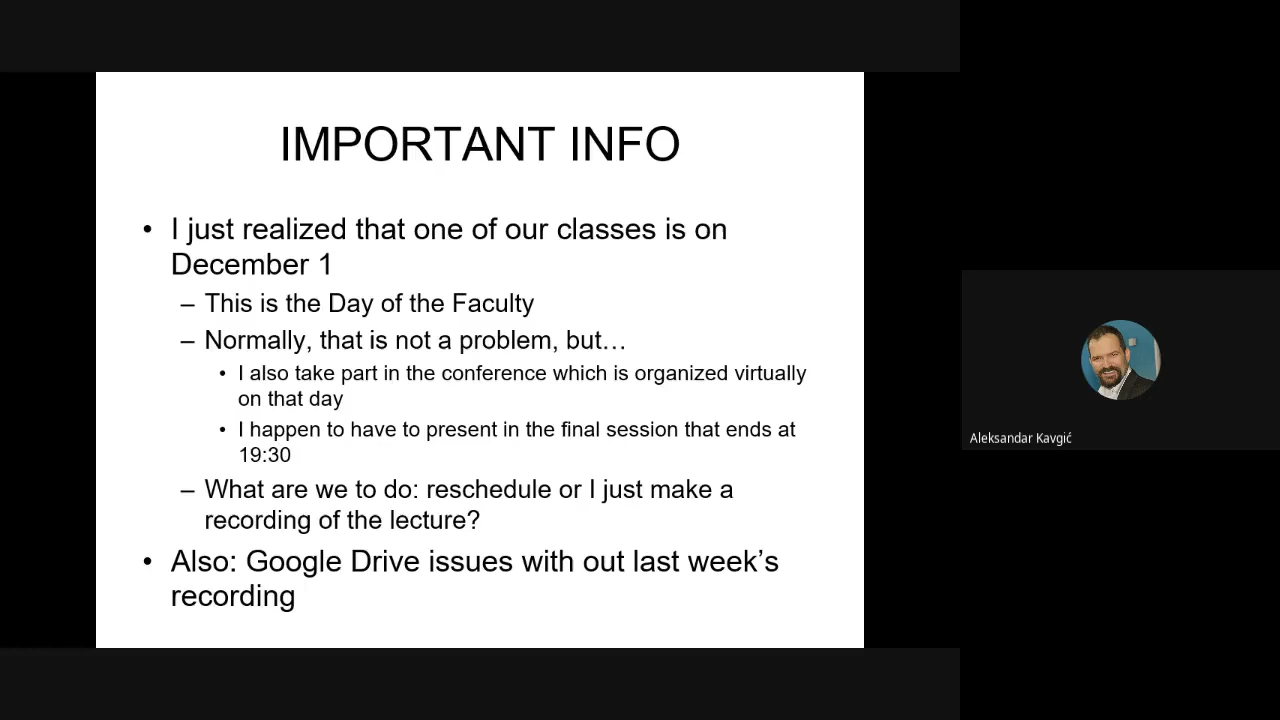 IMPORTANT INFO
• I just realized that one of our classes is on
December 1
– This is the Day of the Faculty
– Normally, that is not a problem, but…
• I also take part in the conference which is organized virtually
on that day
• I happen to have to present in the final session that ends at
19:30
– What are we to do: reschedule or I just make a
recording of the lecture?
• Also: Google Drive issues with out last week’s
recording
Aleksandar Kavgić